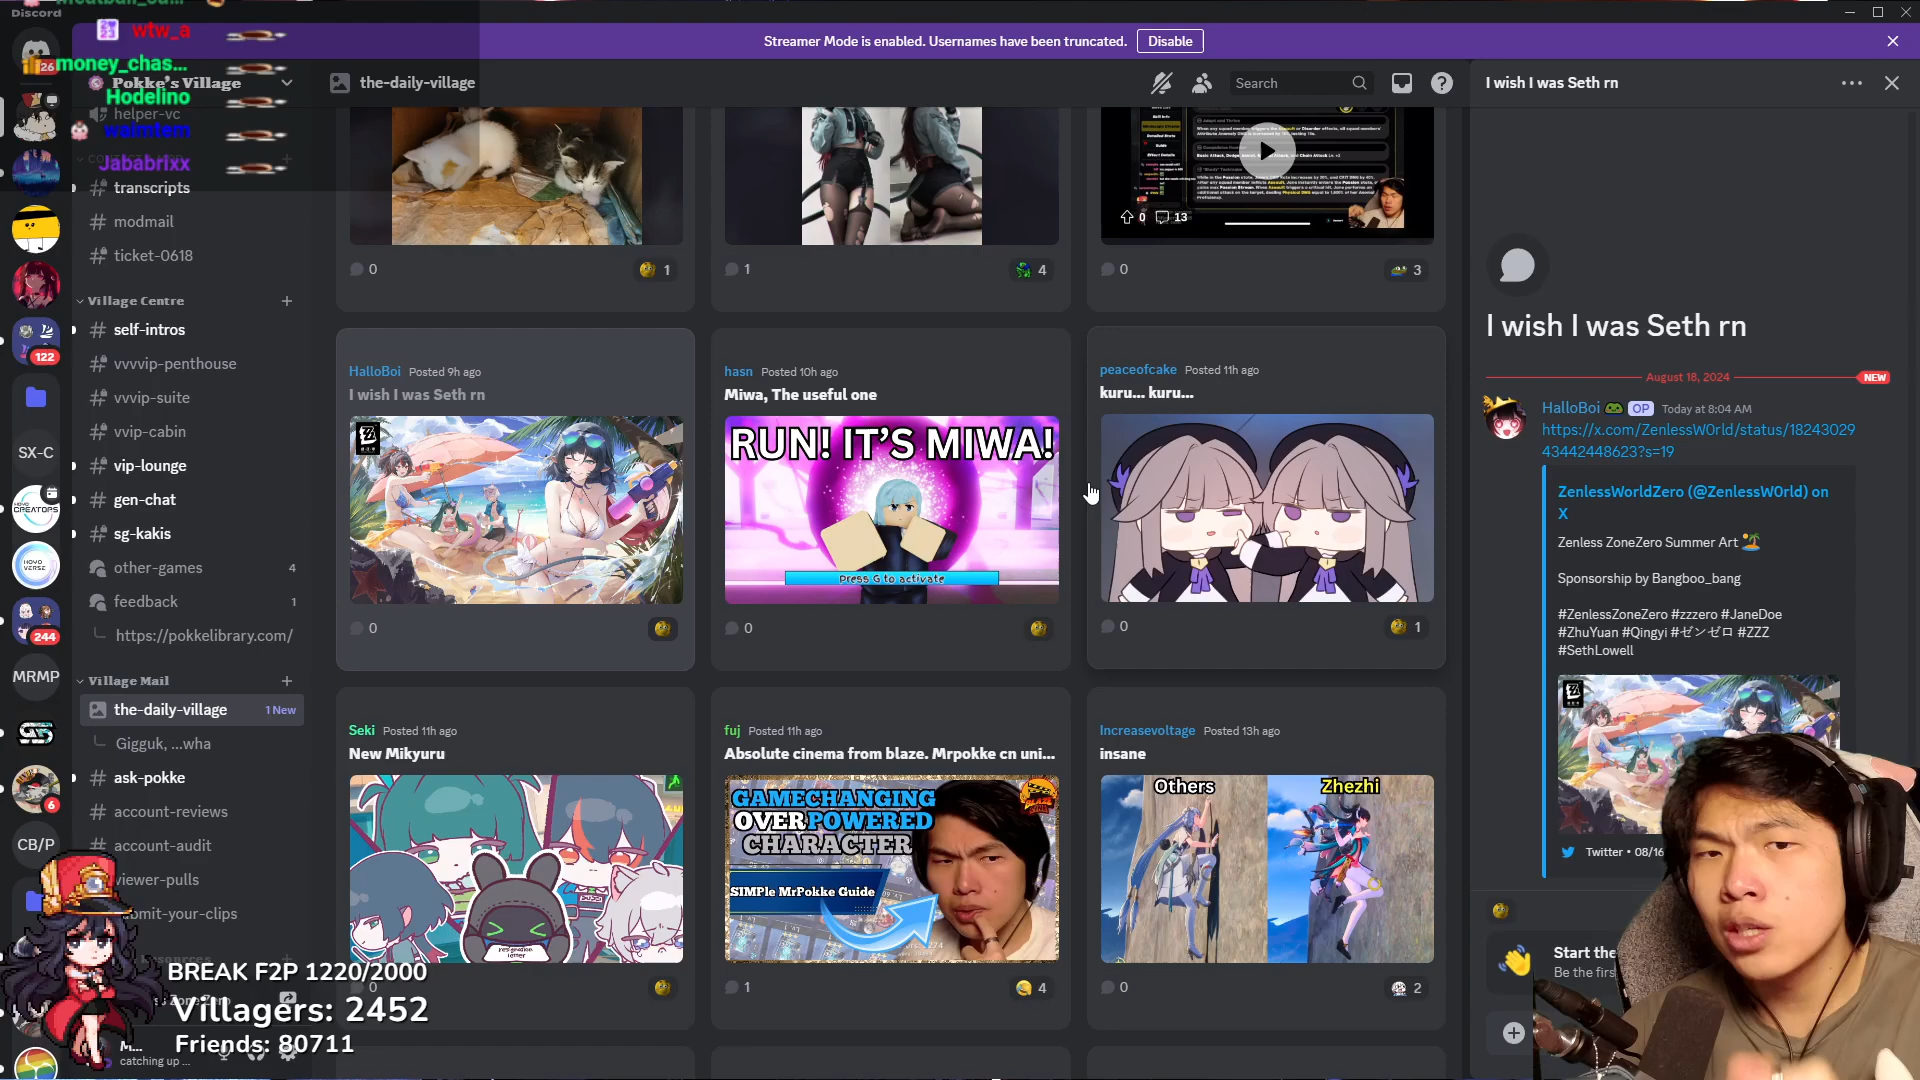 Discord
Streamer Mode is enabled. Usernames have been truncated.
Disable
wtw_a
money_chas...
Hodelino
waimtem
Jababrixx
26
Pokke's Village
helper-vc
transcripts
modmail
ticket-0618
Village Centre
self-intros
vvvvip-penthouse
vvvip-suite
vvip-cabin
vip-lounge
gen-chat
sg-kakis
other-games 4
feedback 1
https://pokkelibrary.com/
Village Mail
the-daily-village 1 New
Gigguk, ...wha
ask-pokke
account-reviews
account-audit
viewer-pulls
122
SX-C
HOYO CREATORS
HOYO VERSE
244
MRMP
6
CB/P
BREAK F2P 1220/2000
Villagers: 2452
Friends: 80711
M...
catching up ...
the-daily-village
Search
0
1
1
4
0
13
0
3
HalloBoi Posted 9h ago
I wish I was Seth rn
0
hasn Posted 10h ago
Miwa, The useful one
RUN! IT'S MIWA!
Press G to activate
0
peaceofcake Posted 11h ago
kuru... kuru...
0
1
Seki Posted 11h ago
New Mikyuru
resignation letter
0
fuj Posted 11h ago
Absolute cinema from blaze. Mrpokke cn uni...
GAMECHANGING
OVERPOWERED
CHARACTER
SIMPle MrPokke Guide
1
4
Increasevoltage Posted 13h ago
insane
Others
Zhezhi
0
2
I wish I was Seth rn
I wish I was Seth rn
August 18, 2024
NEW
HalloBoi OP Today at 8:04 AM
https://x.com/ZenlessW0rld/status/18243029
43442448623?s=19
ZenlessWorldZero (@ZenlessW0rld) on
X
Zenless ZoneZero Summer Art
Sponsorship by Bangboo_bang
#ZenlessZoneZero #zzzero #JaneDoe
#ZhuYuan #Qingyi #ゼンゼロ #ZZZ
#SethLowell
Twitter • 08/16
Start the
Be the firs